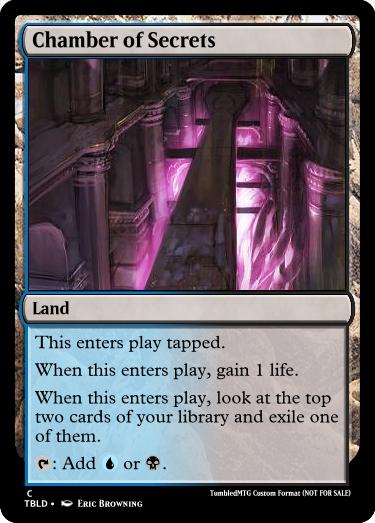 Chamber of Secrets
Land
This enters play tapped.
When this enters play, gain 1 life.
When this enters play, look at the top
two cards of your library and exile one
of them.
: Add or .
C
TBLD • Eric Browning
TumbledMTG Custom Format (NOT FOR SALE)